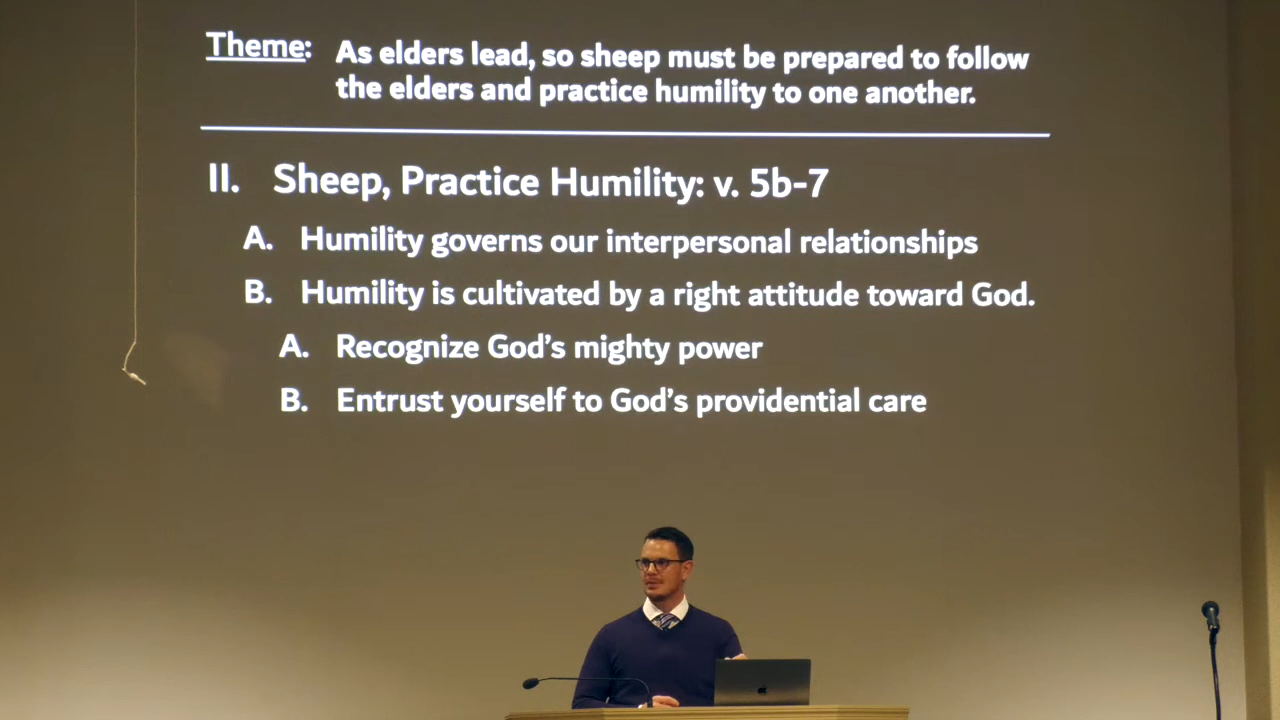 Theme: As elders lead, so sheep must be prepared to follow
the elders and practice humility to one another.
II. Sheep, Practice Humility: v. 5b-7
A. Humility governs our interpersonal relationships
B. Humility is cultivated by a right attitude toward God.
A. Recognize God’s mighty power
B. Entrust yourself to God’s providential care